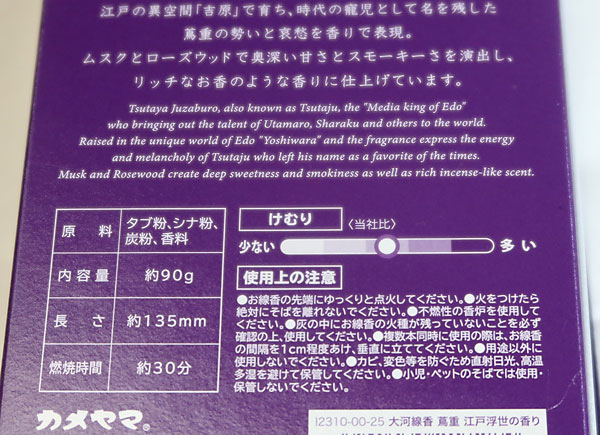 江戸の異空間「吉原」で育ち、時代の寵児として名を残した
蔦重の勢いと哀愁を香りで表現。
ムスクとローズウッドで奥深い甘さとスモーキーさを演出し、
リッチなお香のような香りに仕上げています。
Tsutaya Juzaburo, also known as Tsutaju, the "Media king of Edo"
who bringing out the talent of Utamaro, Sharaku and others to the world.
Raised in the unique world of Edo "Yoshiwara" and the fragrance express the energy
and melancholy of Tsutaju who left his name as a favorite of the times.
Musk and Rosewood create deep sweetness and smokiness as well as rich incense-like scent.
原料 タブ粉、シナ粉、
炭粉、香料
内容量 約90g
長さ 約135mm
燃焼時間 約30分
けむり 〈当社比〉
少ない 多い
使用上の注意
●お線香の先端にゆっくりと点火してください。●火をつけたら
絶対にそばを離れないでください。●不燃性の香炉を使用して
ください。●灰の中にお線香の火種が残っていないことを必ず
確認の上、使用してください。●複数本同時に使用の際は、お線香
の間隔を1cm程度あけ、垂直に立ててください。●用途以外に
使用しないでください。●カビ、変色等を防ぐため直射日光、高温
多湿を避けて保管してください。●小児・ペットのそばでは使用・
保管しないでください。
カメヤマ®
I2310-00-25 大河線香 蔦重 江戸浮世の香り